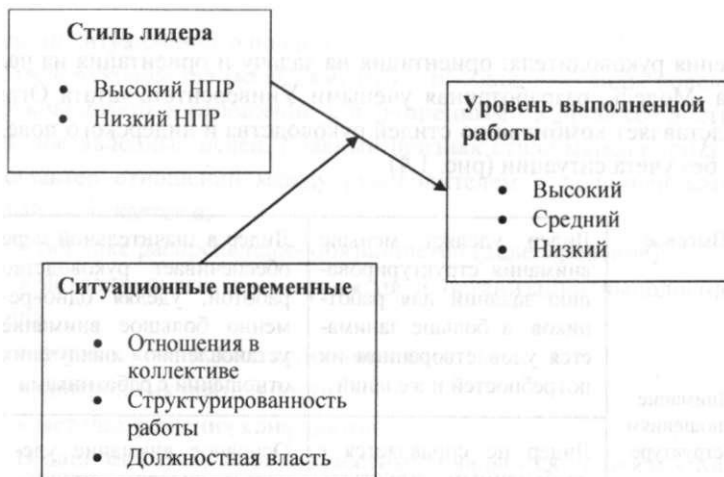 Стиль лидера
• Высокий НПР
• Низкий НПР
Уровень выполненной
работы
• Высокий
• Средний
• Низкий
Ситуационные переменные
• Отношения в
коллективе
• Структурированность
работы
• Должностная власть